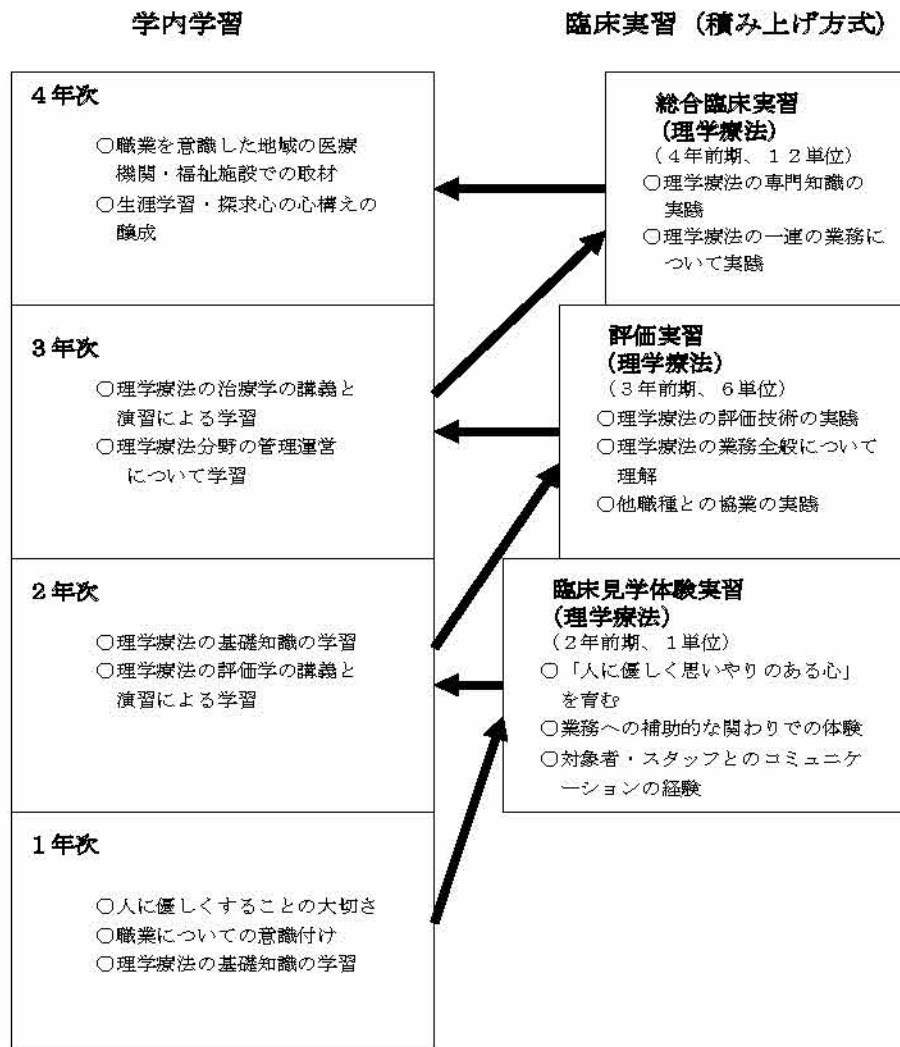 学内学習
臨床実習（積み上げ方式）
４年次
○職業を意識した地域の医療
機関・福祉施設での取材
○生涯学習・探求心の心構えの
醸成
総合臨床実習
（理学療法）
（４年前期、１２単位）
○理学療法の専門知識の
実践
○理学療法の一連の業務に
ついて実践
３年次
○理学療法の治療学の講義と
演習による学習
○理学療法分野の管理運営
について学習
評価実習
（理学療法）
（３年前期、６単位）
○理学療法の評価技術の実践
○理学療法の業務全般について
理解
○他職種との協業の実践
２年次
○理学療法の基礎知識の学習
○理学療法の評価学の講義と
演習による学習
臨床見学体験実習
（理学療法）
（２年前期、１単位）
○「人に優しく思いやりのある心」
を育む
○業務への補助的な関わりでの体験
○対象者・スタッフとのコミュニケ
ーションの経験
１年次
○人に優しくすることの大切さ
○職業についての意識付け
○理学療法の基礎知識の学習